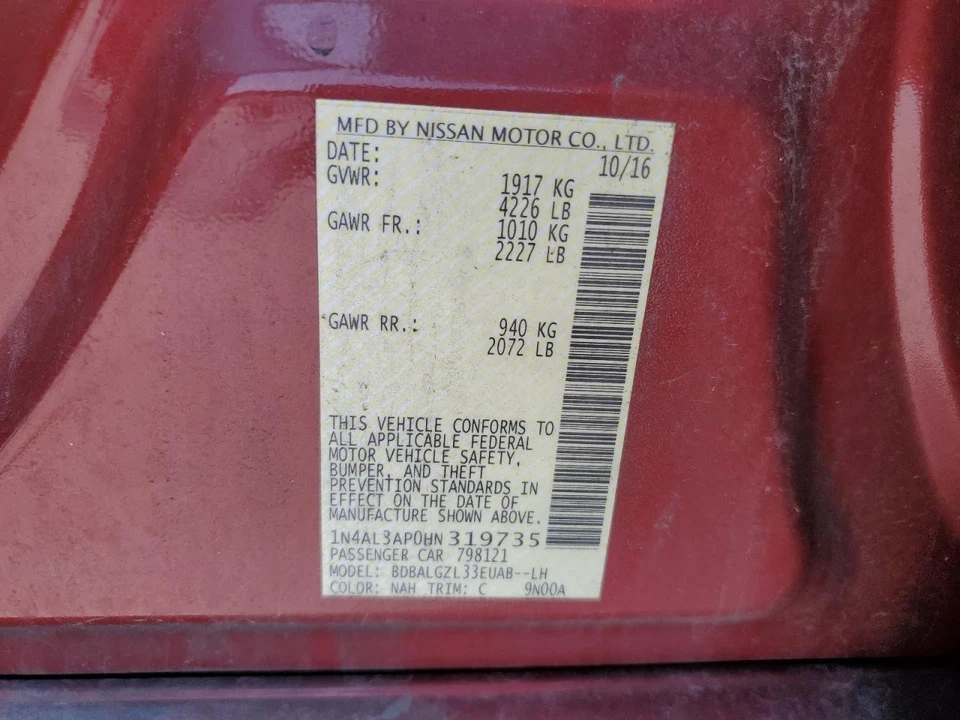 MFD BY NISSAN MOTOR CO., LTD.
DATE: 10/16
GVWR: 1917 KG
4226 LB
GAWR FR.: 1010 KG
2227 LB
GAWR RR.: 940 KG
2072 LB
THIS VEHICLE CONFORMS TO
ALL APPLICABLE FEDERAL
MOTOR VEHICLE SAFETY,
BUMPER, AND THEFT
PREVENTION STANDARDS IN
EFFECT ON THE DATE OF
MANUFACTURE SHOWN ABOVE.
1N4AL3AP0HN319735
PASSENGER CAR 798121
MODEL: BDBALGZL33EUAB--LH
COLOR: NAH TRIM: C 9N00A